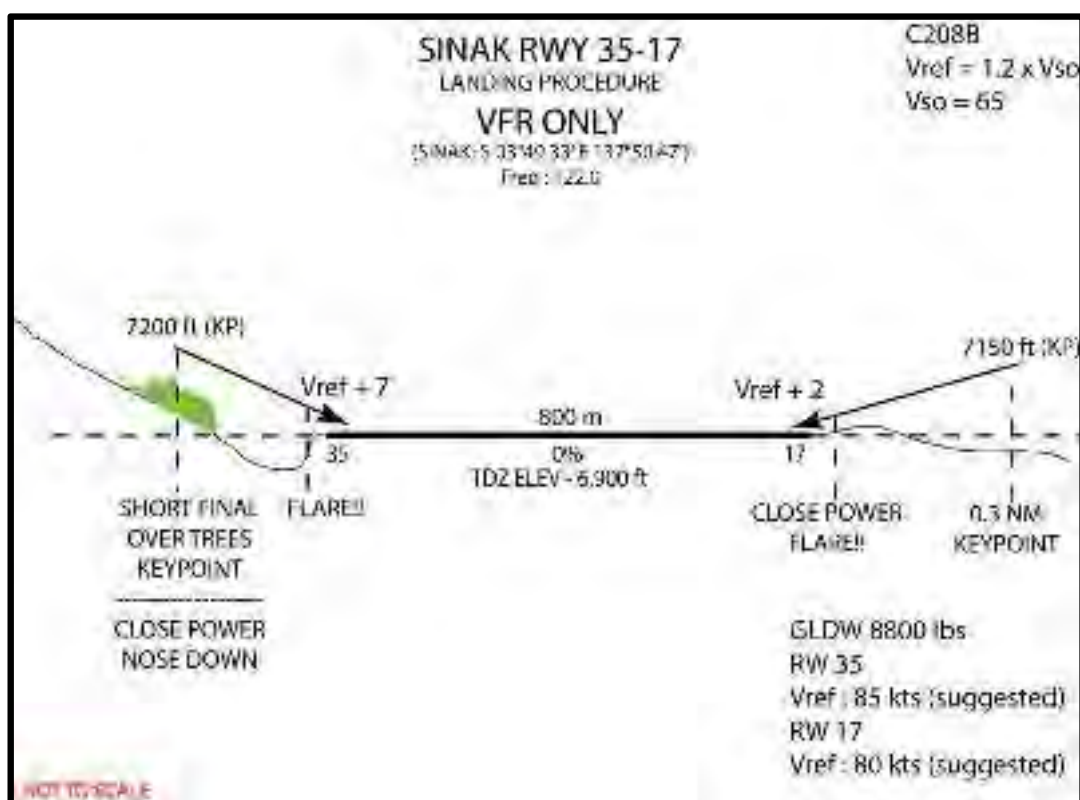 SINAK RWY 35-17
LANDING PROCEDURE
VFR ONLY
Freq : 122.0
C208B
Vref = 1.2 x Vso
Vso = 65
7200 ft (KP)
7150 ft (KP)
Vref + 7
Vref + 2
800 m
35
0%
17
TDZ ELEV - 6,900 ft
SHORT FINAL
OVER TREES
KEYPOINT
FLARE!!
CLOSE POWER
FLARE!!
0.3 NM
KEYPOINT
CLOSE POWER
NOSE DOWN
GLDW 8800 lbs
RW 35
Vref : 85 kts (suggested)
RW 17
Vref : 80 kts (suggested)
NOT TO SCALE